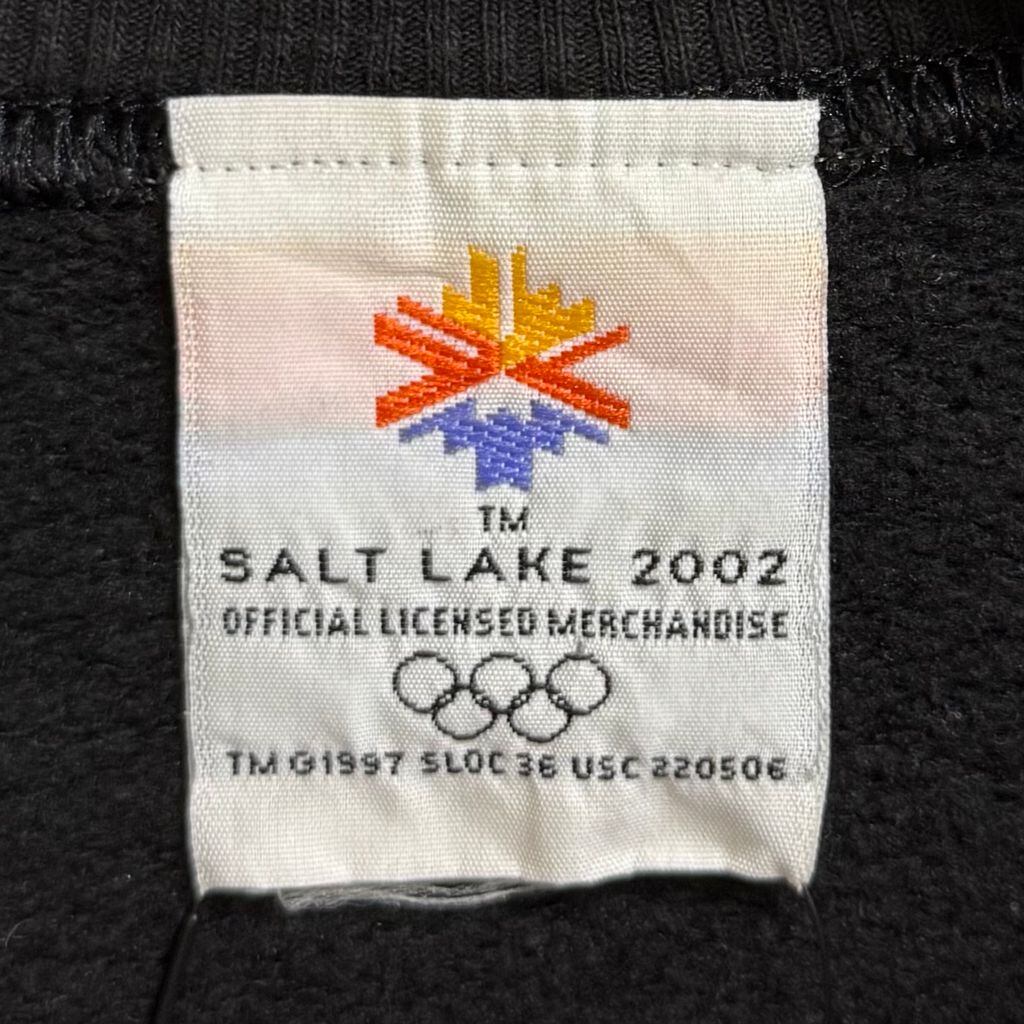 TM
SALT LAKE 2002
OFFICIAL LICENSED MERCHANDISE
TM ©1997 SLOC 36 USC 220506